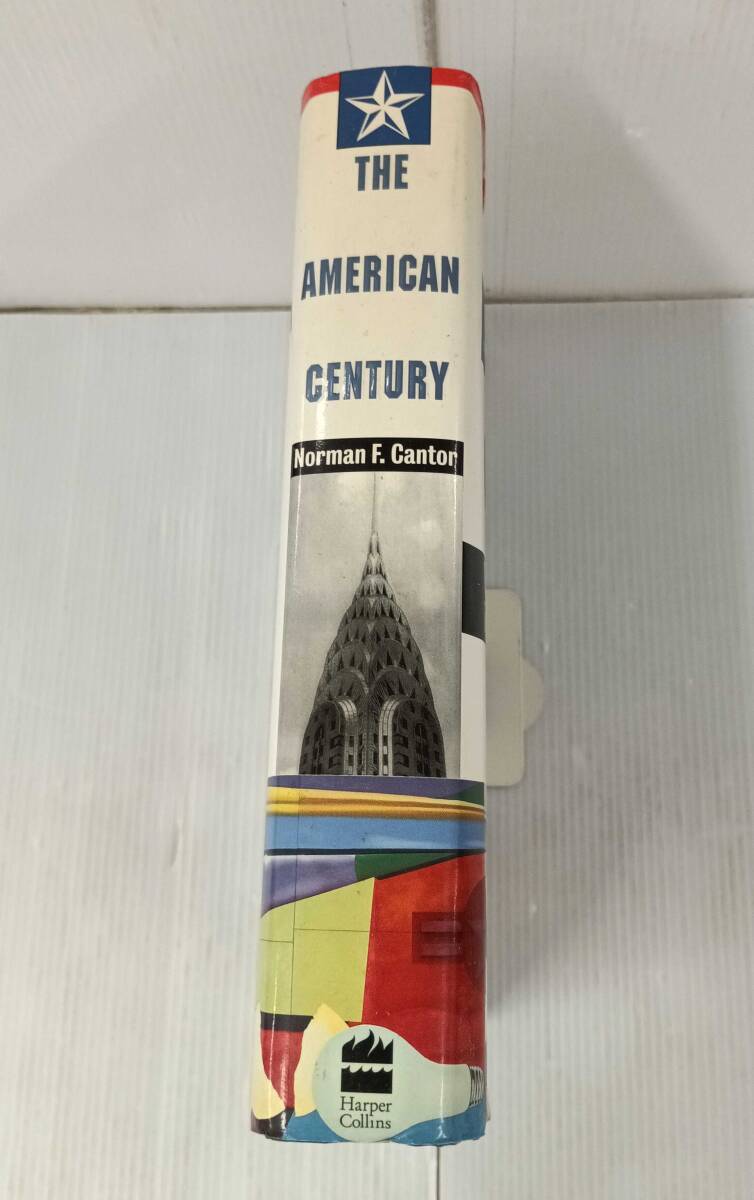 THE
AMERICAN
CENTURY
Norman F. Cantor
Harper
Collins